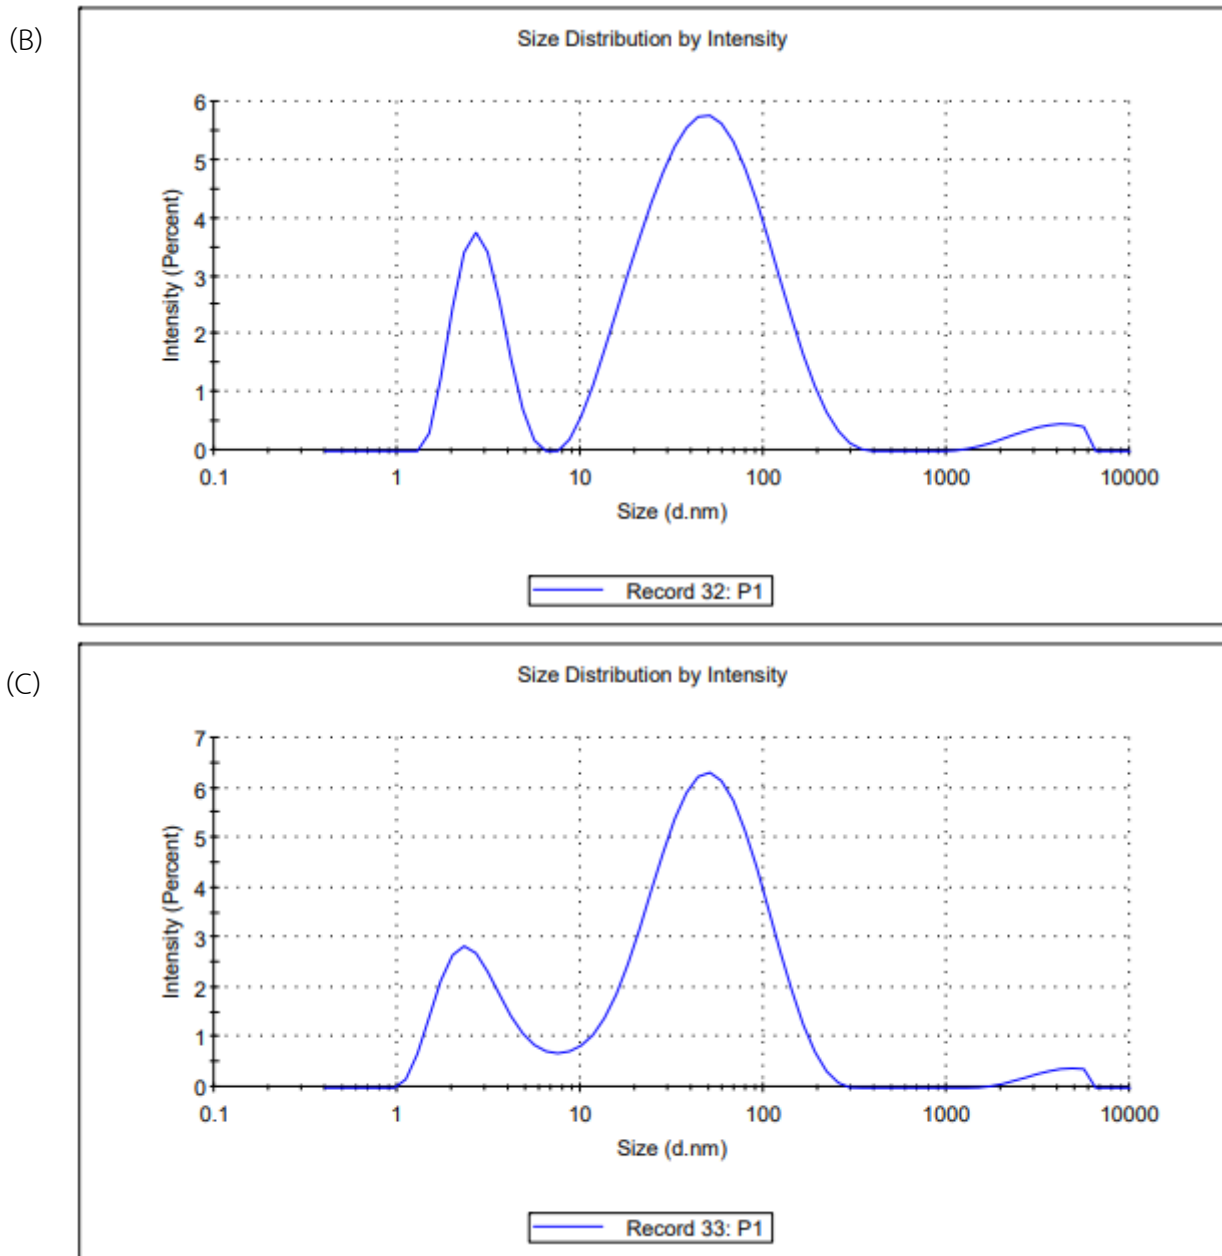 (B)
Size Distribution by Intensity
6
5
4
3
2
1
0
Intensity (Percent)
0.1 1 10 100 1000 10000
Size (d.nm)
Record 32: P1
(C)
Size Distribution by Intensity
7
6
5
4
3
2
1
0
Intensity (Percent)
0.1 1 10 100 1000 10000
Size (d.nm)
Record 33: P1